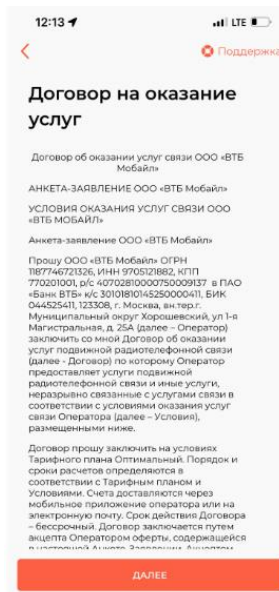 12:13
LTE
Поддержка
Договор на оказание
услуг
Договор об оказании услуг связи ООО «ВТБ
Мобайл»
АНКЕТА-ЗАЯВЛЕНИЕ ООО «ВТБ Мобайл»
УСЛОВИЯ ОКАЗАНИЯ УСЛУГ СВЯЗИ ООО
«ВТБ МОБАЙЛ»
Анкета-заявление ООО «ВТБ Мобайл»
Прошу ООО «ВТБ Мобайл» ОГРН
1187746721326, ИНН 9705121882, КПП
770201001, р/с 40702810000750009137 в ПАО
«Банк ВТБ» к/с 30101810145250000411, БИК
044525411, 123308, г. Москва, вн.тер.г.
Муниципальный округ Хорошевский, ул 1-я
Магистральная, д. 25А (далее – Оператор)
заключить со мной Договор об оказании
услуг подвижной радиотелефонной связи
(далее - Договор) по которому Оператор
предоставляет услуги подвижной
радиотелефонной связи и иные услуги,
неразрывно связанные с услугами связи в
соответствии с условиями оказания услуг
связи Оператора (далее – Условия),
размещенными ниже.
Договор прошу заключить на условиях
Тарифного плана Оптимальный. Порядок и
сроки расчетов определяются в
соответствии с Тарифным планом и
Условиями. Счета доставляются через
мобильное приложение оператора или на
электронную почту. Срок действия Договора
– бессрочный. Договор заключается путем
акцепта Оператором оферты, содержащейся
в настоящей Анкете-Заявлении. Акцептом
ДАЛЕЕ